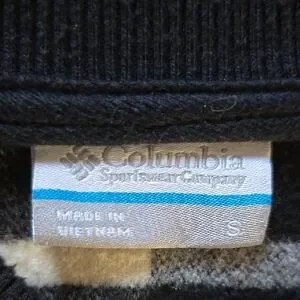 Columbia
Sportswear Company
MADE IN
VIETNAM
S